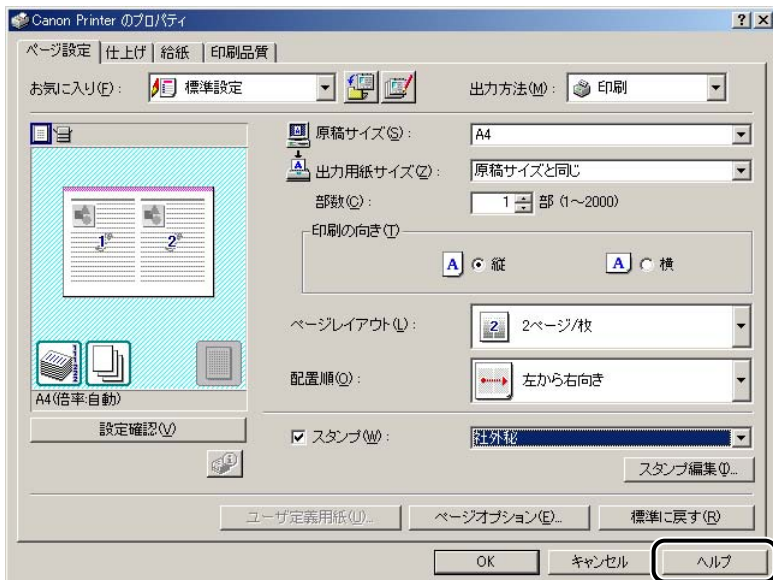 Canon Printer のプロパティ
ページ設定 仕上げ 給紙 印刷品質
お気に入り(F): 標準設定 出力方法(M): 印刷
原稿サイズ(S): A4
出力用紙サイズ(Z): 原稿サイズと同じ
部数(C): 1 部 (1~2000)
印刷の向き(T)
A 縦 A 横
1 2
ページレイアウト(L): 2 2ページ/枚
配置順(O): 左から右向き
A4(倍率:自動)
設定確認(V)
スタンプ(W): 社外秘
スタンプ編集(I)...
ユーザ定義用紙(U)... ページオプション(E)... 標準に戻す(R)
OK キャンセル ヘルプ